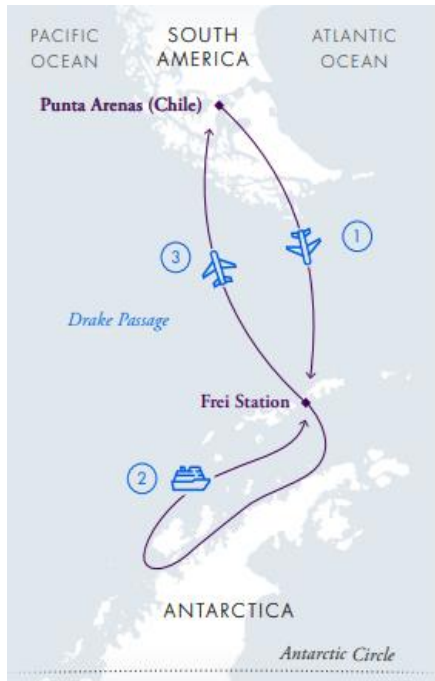 PACIFIC
OCEAN
SOUTH
AMERICA
ATLANTIC
OCEAN
Punta Arenas (Chile)
1
3
Drake Passage
Frei Station
2
ANTARCTICA
Antarctic Circle